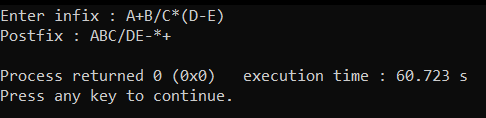 Enter infix : A+B/C*(D-E)
Postfix : ABC/DE-*+
Process returned 0 (0x0)   execution time : 60.723 s
Press any key to continue.